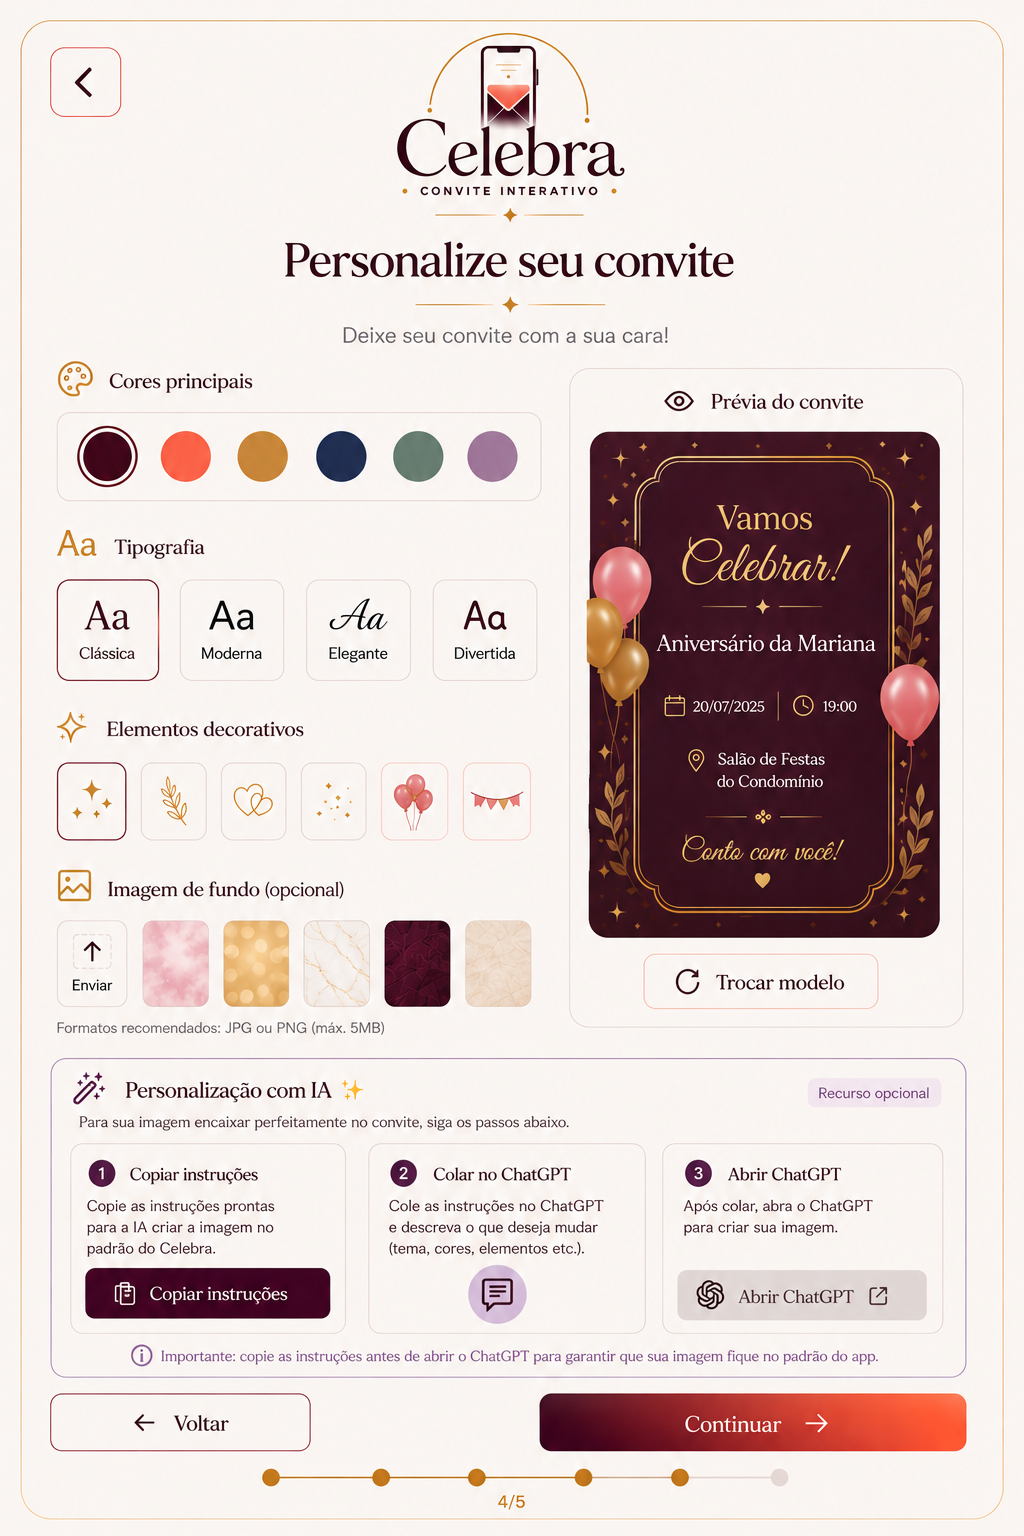 Celebra
• CONVITE INTERATIVO •
Personalize seu convite
Deixe seu convite com a sua cara!
Cores principais
Aa Tipografia
Aa
Clássica
Aa
Moderna
Aa
Elegante
Aa
Divertida
Elementos decorativos
Imagem de fundo (opcional)
Enviar
Formatos recomendados: JPG ou PNG (máx. 5MB)
Prévia do convite
Vamos
Celebrar!
Aniversário da Mariana
20/07/2025 19:00
Salão de Festas
do Condomínio
Conto com você!
Trocar modelo
Personalização com IA
Recurso opcional
Para sua imagem encaixar perfeitamente no convite, siga os passos abaixo.
1 Copiar instruções
Copie as instruções prontas
para a IA criar a imagem no
padrão do Celebra.
Copiar instruções
2 Colar no ChatGPT
Cole as instruções no ChatGPT
e descreva o que deseja mudar
(tema, cores, elementos etc.).
3 Abrir ChatGPT
Após colar, abra o ChatGPT
para criar sua imagem.
Abrir ChatGPT
Importante: copie as instruções antes de abrir o ChatGPT para garantir que sua imagem fique no padrão do app.
Voltar
Continuar
4/5